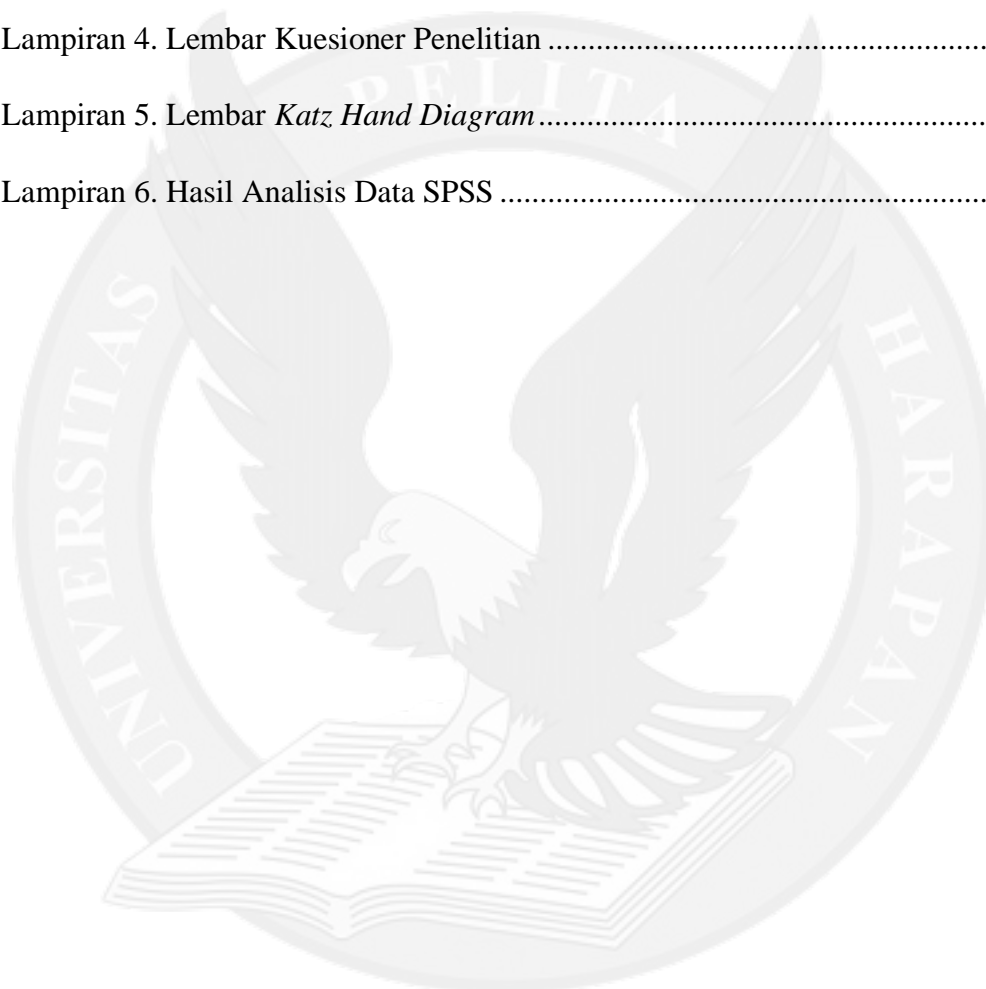 Lampiran 4. Lembar Kuesioner Penelitian ........................................................
Lampiran 5. Lembar Katz Hand Diagram .........................................................
Lampiran 6. Hasil Analisis Data SPSS ..............................................................
UNIVERSITAS PELITA HARAPAN